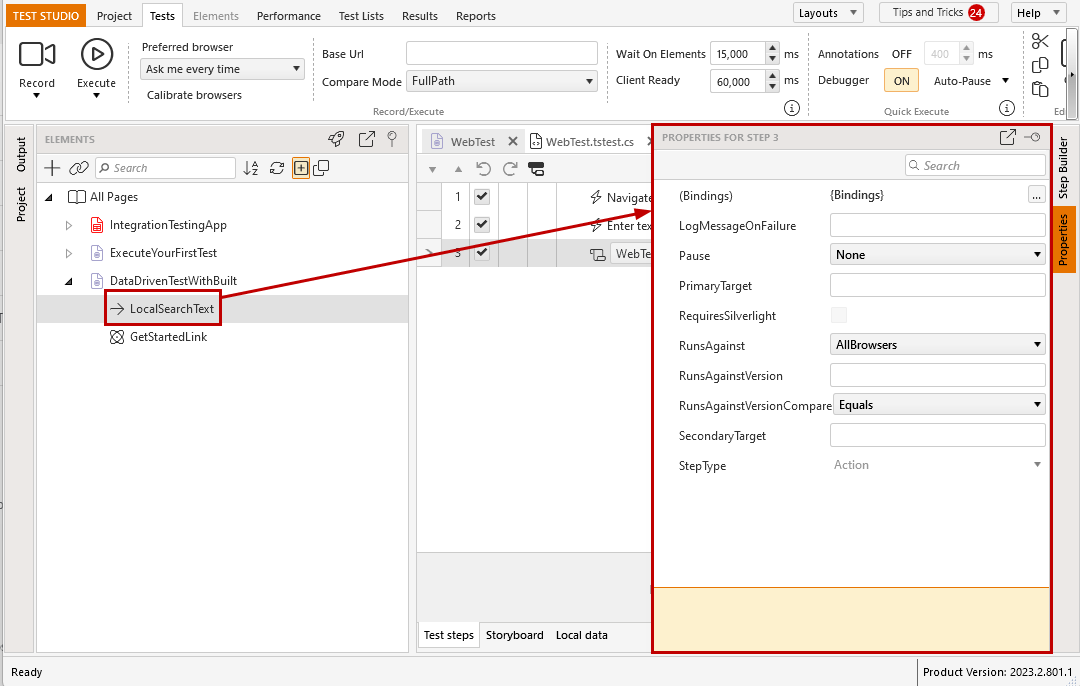 TEST STUDIO Project Tests Elements Performance Test Lists Results Reports Layouts Tips and Tricks 24 Help
Record
Execute
Preferred browser
Ask me every time
Calibrate browsers
Base Url
Compare Mode FullPath
Record/Execute
Wait On Elements 15,000 ms
Client Ready 60,000 ms
Annotations OFF 400 ms
Debugger ON Auto-Pause
Quick Execute
Ed
Output
Project
ELEMENTS
Search
All Pages
IntegrationTestingApp
ExecuteYourFirstTest
DataDrivenTestWithBuilt
LocalSearchText
GetStartedLink
WebTest
WebTest.tstest.cs
1 Navigate
2 Enter tex
3 WebTe
Test steps Storyboard Local data
PROPERTIES FOR STEP 3
Search
(Bindings) {Bindings} ...
LogMessageOnFailure
Pause None
PrimaryTarget
RequiresSilverlight
RunsAgainst AllBrowsers
RunsAgainstVersion
RunsAgainstVersionCompare Equals
SecondaryTarget
StepType Action
Step Builder
Properties
Ready
Product Version: 2023.2.801.1